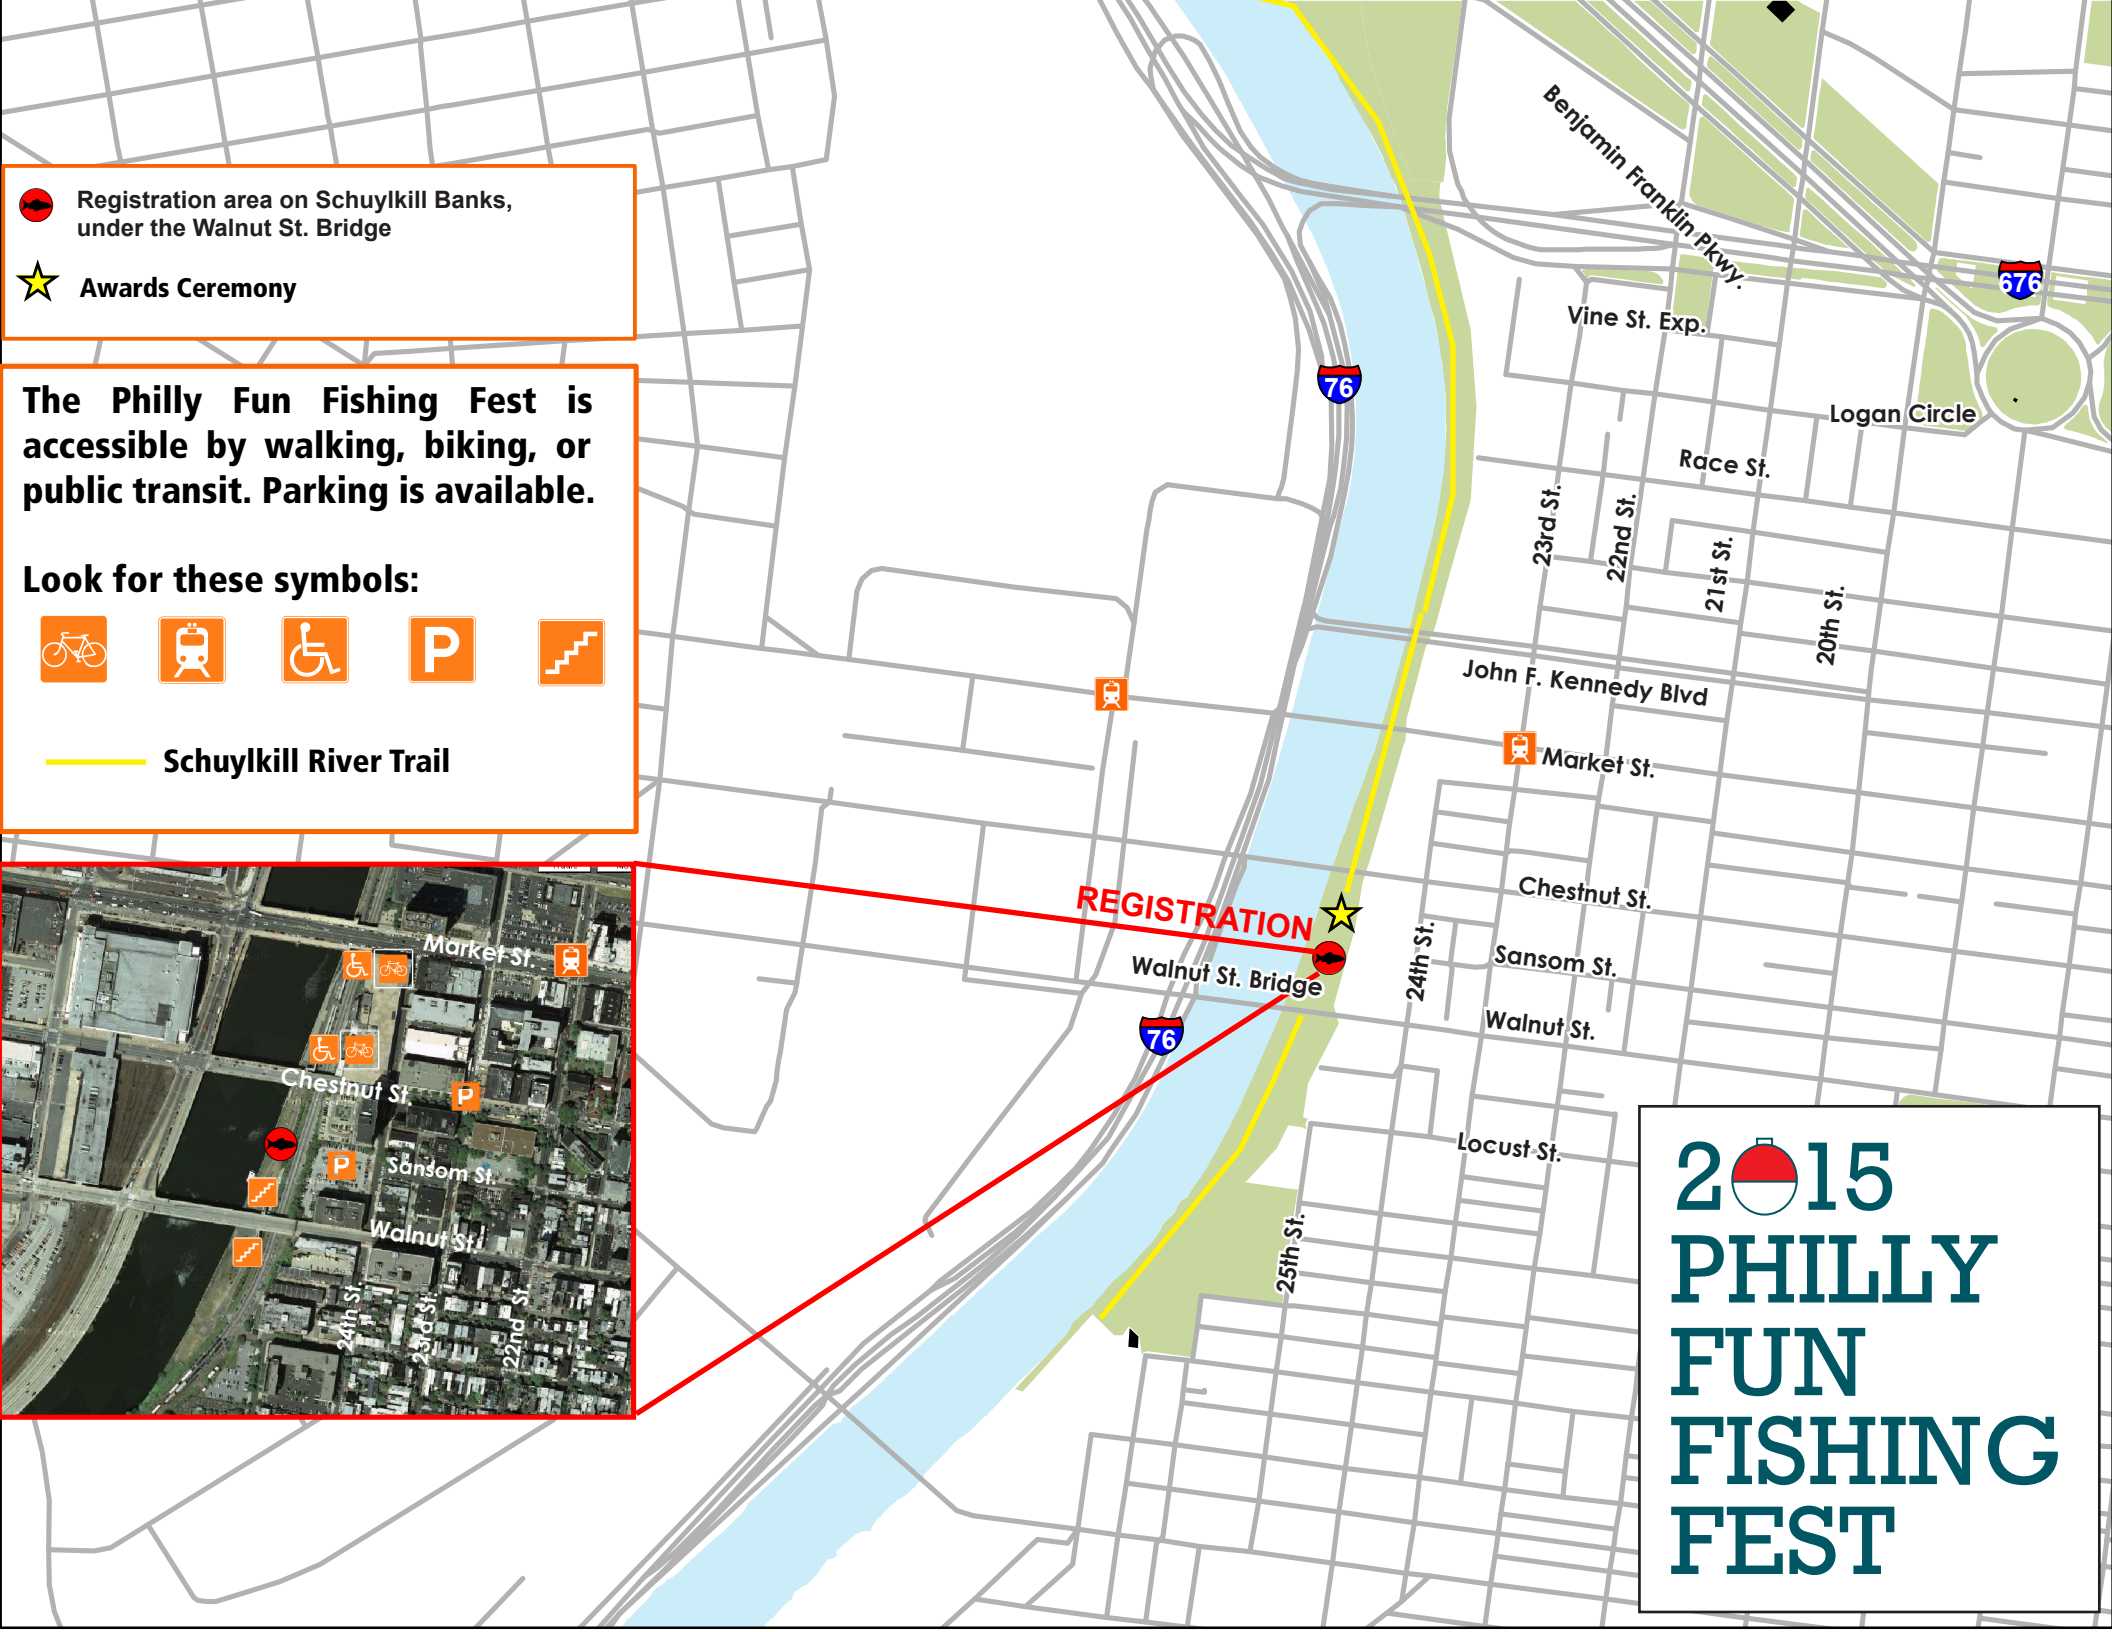 Registration area on Schuylkill Banks,
under the Walnut St. Bridge
Awards Ceremony
The Philly Fun Fishing Fest is
accessible by walking, biking, or
public transit. Parking is available.
Look for these symbols:
P
Schuylkill River Trail
Benjamin Franklin Pkwy.
676
Vine St. Exp.
76
Logan Circle
Race St.
23rd St.
22nd St.
21st St.
20th St.
John F. Kennedy Blvd
Market St.
Chestnut St.
REGISTRATION
24th St.
Sansom St.
Walnut St. Bridge
Walnut St.
76
Locust St.
25th St.
Market St.
Chestnut St.
P
P
Sansom St.
Walnut St.
24th St.
23rd St.
22nd St.
2015
PHILLY
FUN
FISHING
FEST